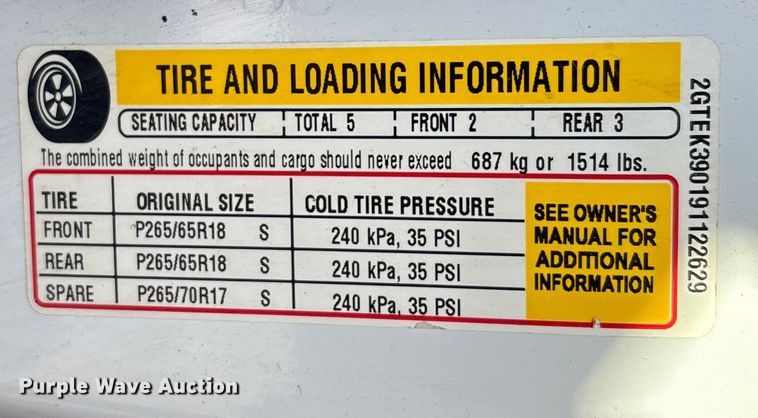 TIRE AND LOADING INFORMATION
SEATING CAPACITY TOTAL 5 FRONT 2 REAR 3
The combined weight of occupants and cargo should never exceed 687 kg or 1514 lbs.
TIRE ORIGINAL SIZE COLD TIRE PRESSURE
FRONT P265/65R18 S 240 kPa, 35 PSI
REAR P265/65R18 S 240 kPa, 35 PSI
SPARE P265/70R17 S 240 kPa, 35 PSI
SEE OWNER'S
MANUAL FOR
ADDITIONAL
INFORMATION
2GTEK390191122629
Purple Wave Auction